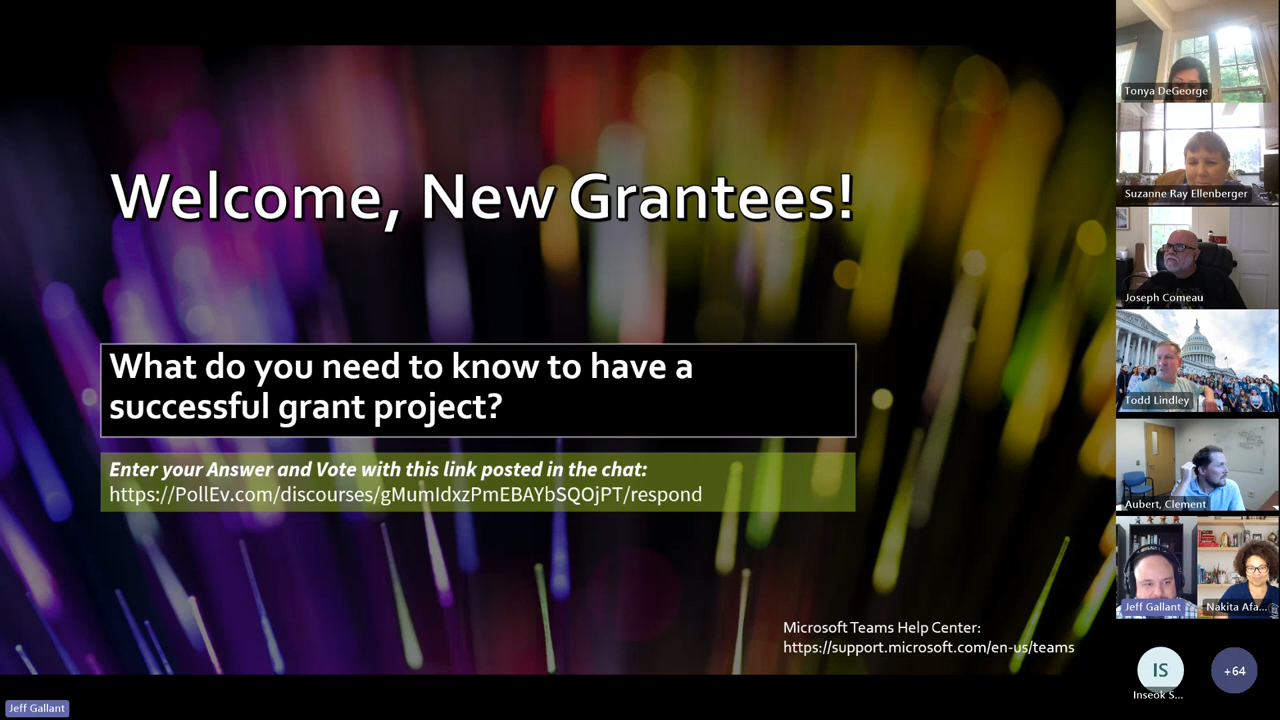 Welcome, New Grantees!
What do you need to know to have a
successful grant project?
Enter your Answer and Vote with this link posted in the chat:
https://PollEv.com/discourses/gMumIdxzPmEBAYbSQOjPT/respond
Microsoft Teams Help Center:
https://support.microsoft.com/en-us/teams
Jeff Gallant
Tonya DeGeorge
Suzanne Ray Ellenberger
Joseph Comeau
Todd Lindley
Aubert, Clement
Jeff Gallant
Nakita Afa...
IS
Inseok S...
+64